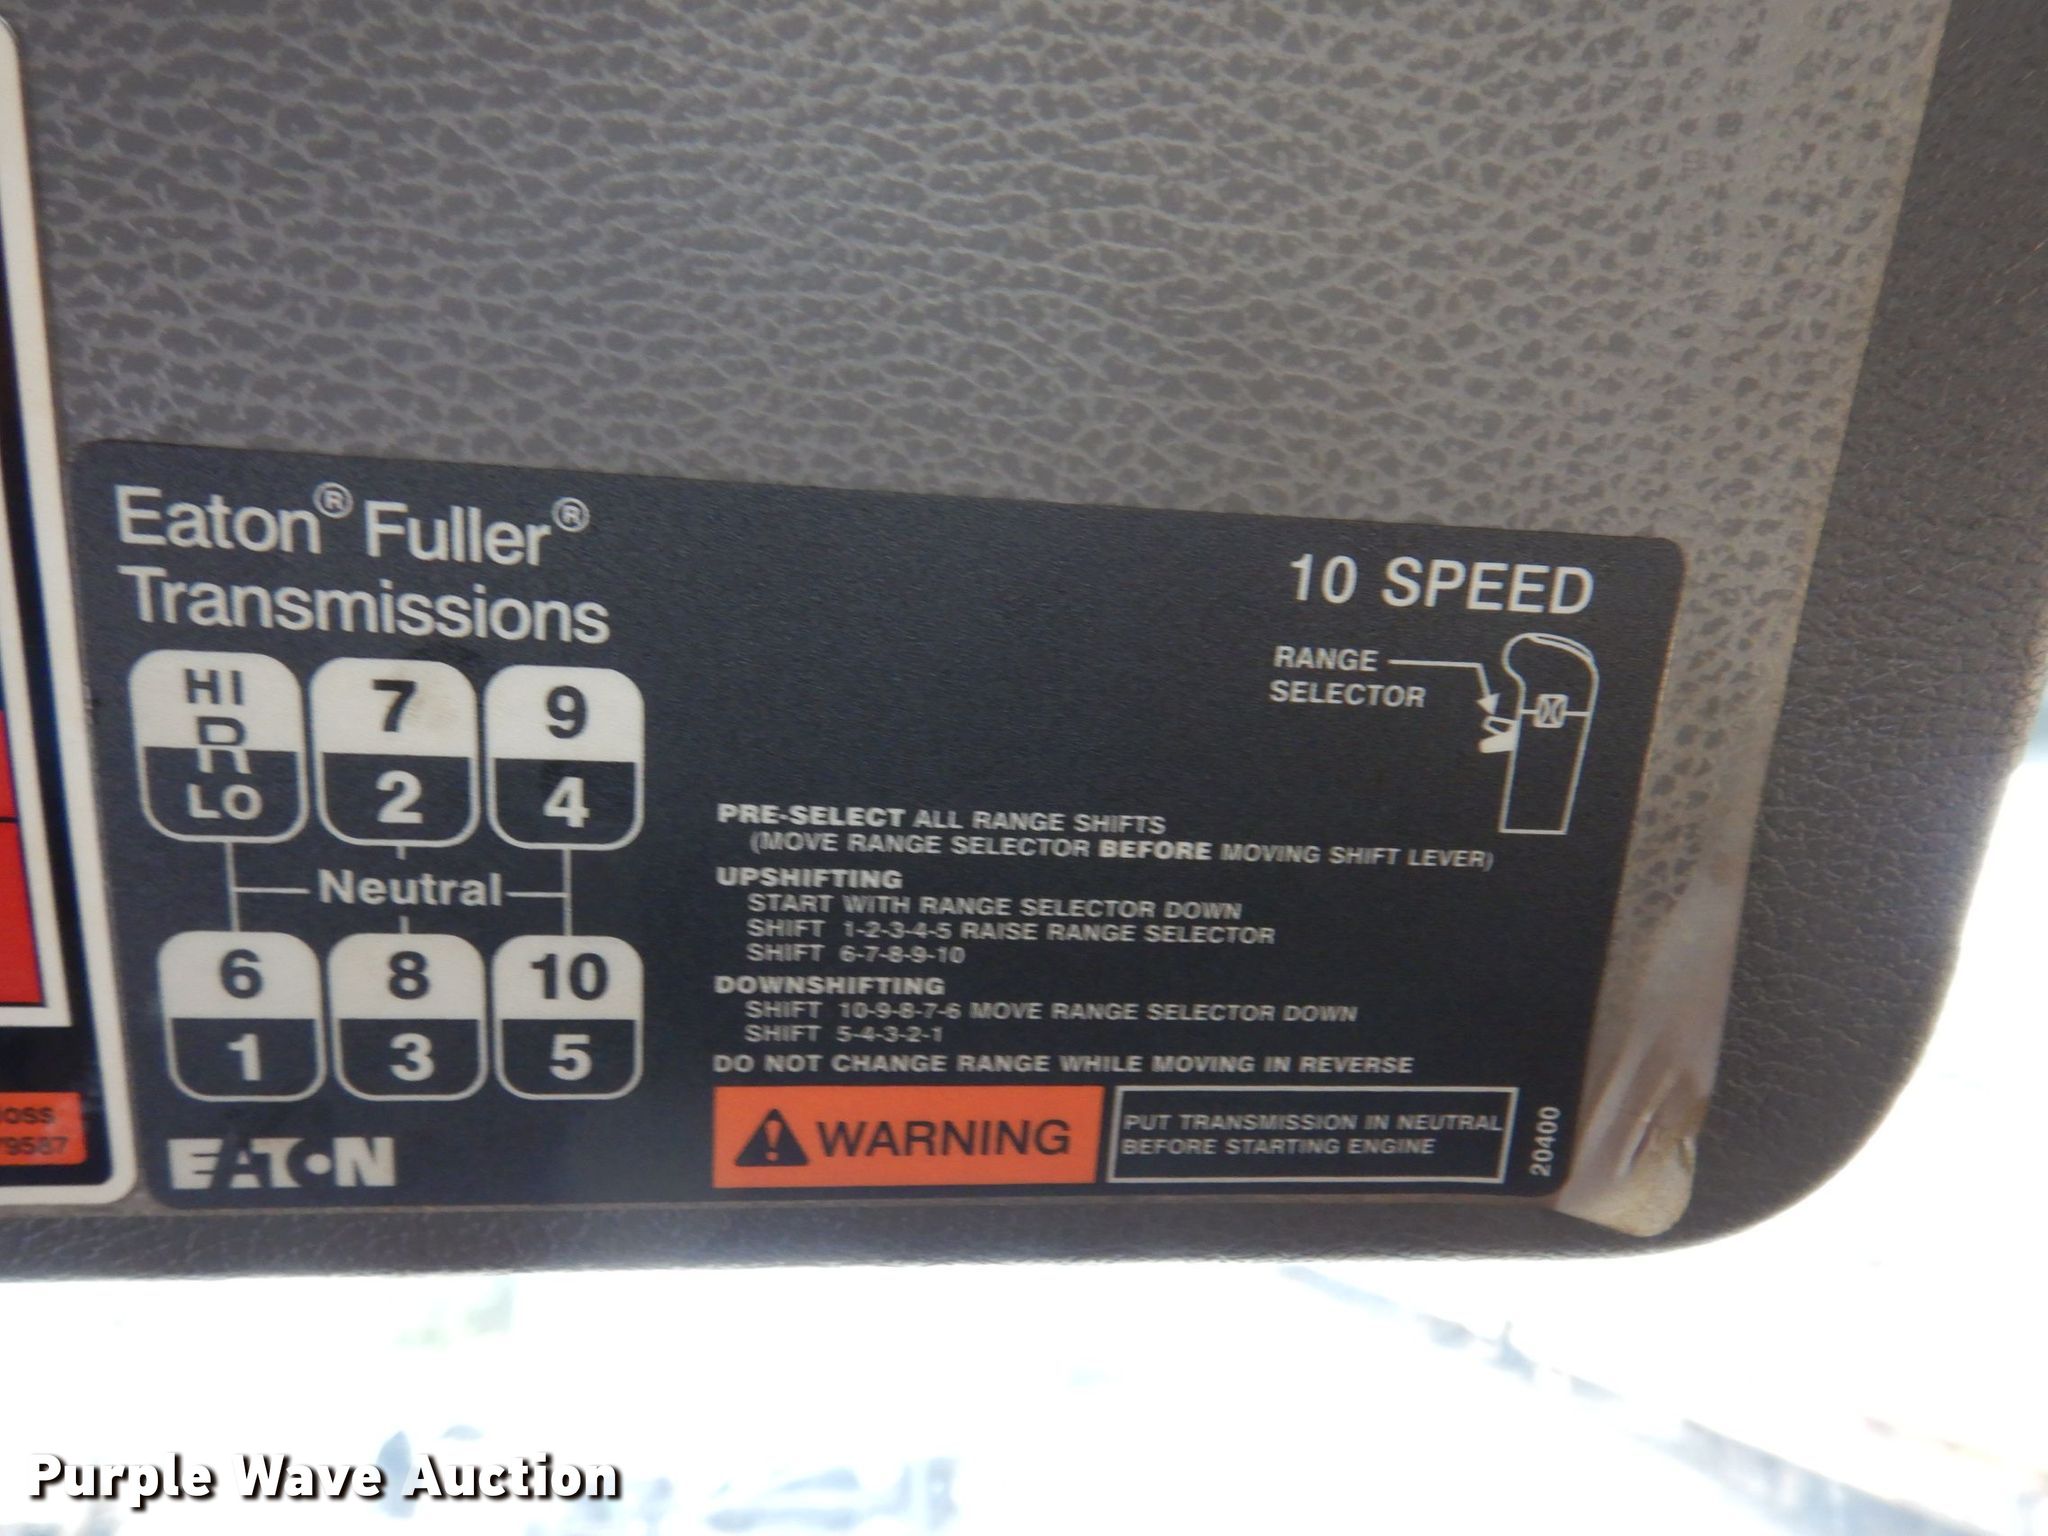 Eaton® Fuller®
Transmissions
HI
R
LO
7
2
9
4
Neutral
6
1
8
3
10
5
EATON
10 SPEED
RANGE
SELECTOR
PRE-SELECT ALL RANGE SHIFTS
(MOVE RANGE SELECTOR BEFORE MOVING SHIFT LEVER)
UPSHIFTING
START WITH RANGE SELECTOR DOWN
SHIFT 1-2-3-4-5 RAISE RANGE SELECTOR
SHIFT 6-7-8-9-10
DOWNSHIFTING
SHIFT 10-9-8-7-6 MOVE RANGE SELECTOR DOWN
SHIFT 5-4-3-2-1
DO NOT CHANGE RANGE WHILE MOVING IN REVERSE
WARNING
PUT TRANSMISSION IN NEUTRAL
BEFORE STARTING ENGINE
20400
Purple Wave Auction